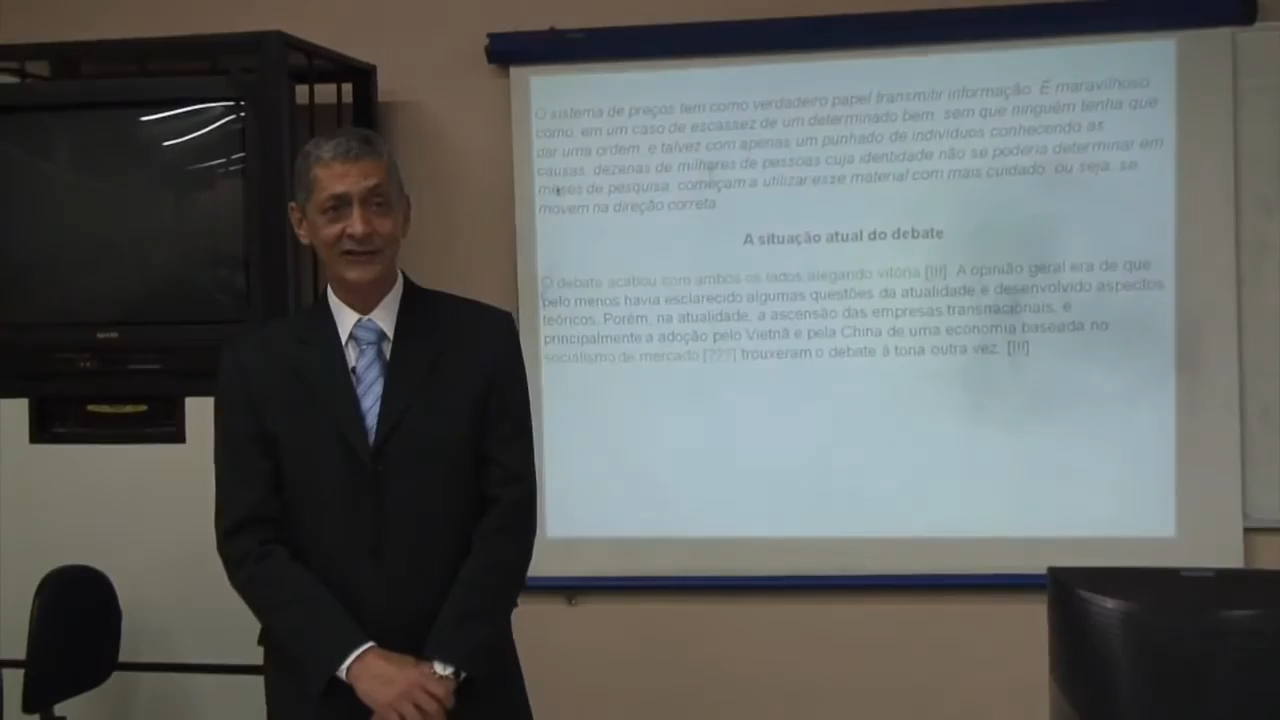 O sistema de preços tem como verdadeiro papel transmitir informação. É maravilhoso
como, em um caso de escassez de um determinado bem, sem que ninguém tenha que
dar uma ordem, e talvez com apenas um punhado de indivíduos conhecendo as
causas, dezenas de milhares de pessoas cuja identidade não se poderia determinar em
meses de pesquisa, começam a utilizar esse material com mais cuidado, ou seja, se
movem na direção correta.
A situação atual do debate
O debate acabou com ambos os lados alegando vitória [III]. A opinião geral era de que
pelo menos havia esclarecido algumas questões da atualidade e desenvolvido aspectos
teóricos. Porém, na atualidade, a ascensão das empresas transnacionais, e
principalmente a adoção pelo Vietnã e pela China de uma economia baseada no
socialismo de mercado [???] trouxeram o debate à tona outra vez. [III]